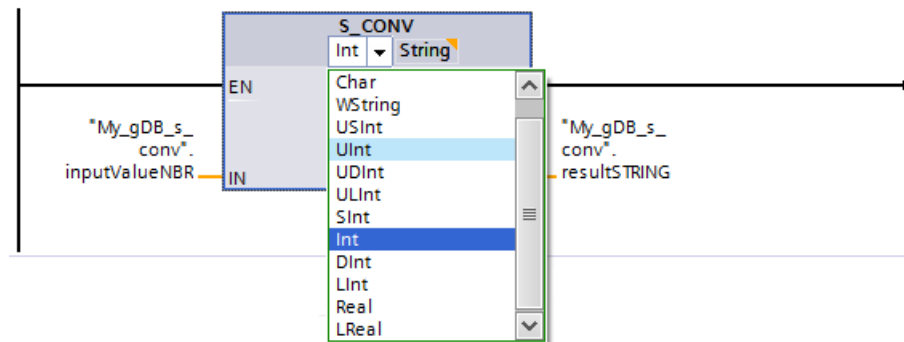 S_CONV
Int String
EN
Char
WString
USInt
UInt
UDInt
ULInt
SInt
Int
DInt
LInt
Real
LReal
"My_gDB_s_
conv".
inputValueNBR
IN
"My_gDB_s_
conv".
resultSTRING